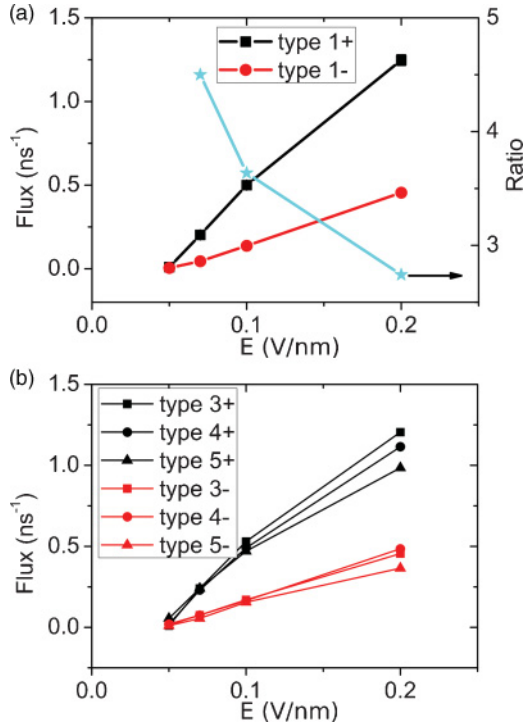 (a)
type 1+
type 1-
Flux (ns⁻¹)
1.5
1.0
0.5
0.0
Ratio
5
4
3
0.0 0.1 0.2
E (V/nm)
(b)
type 3+
type 4+
type 5+
type 3-
type 4-
type 5-
Flux (ns⁻¹)
1.5
1.0
0.5
0.0
0.0 0.1 0.2
E (V/nm)